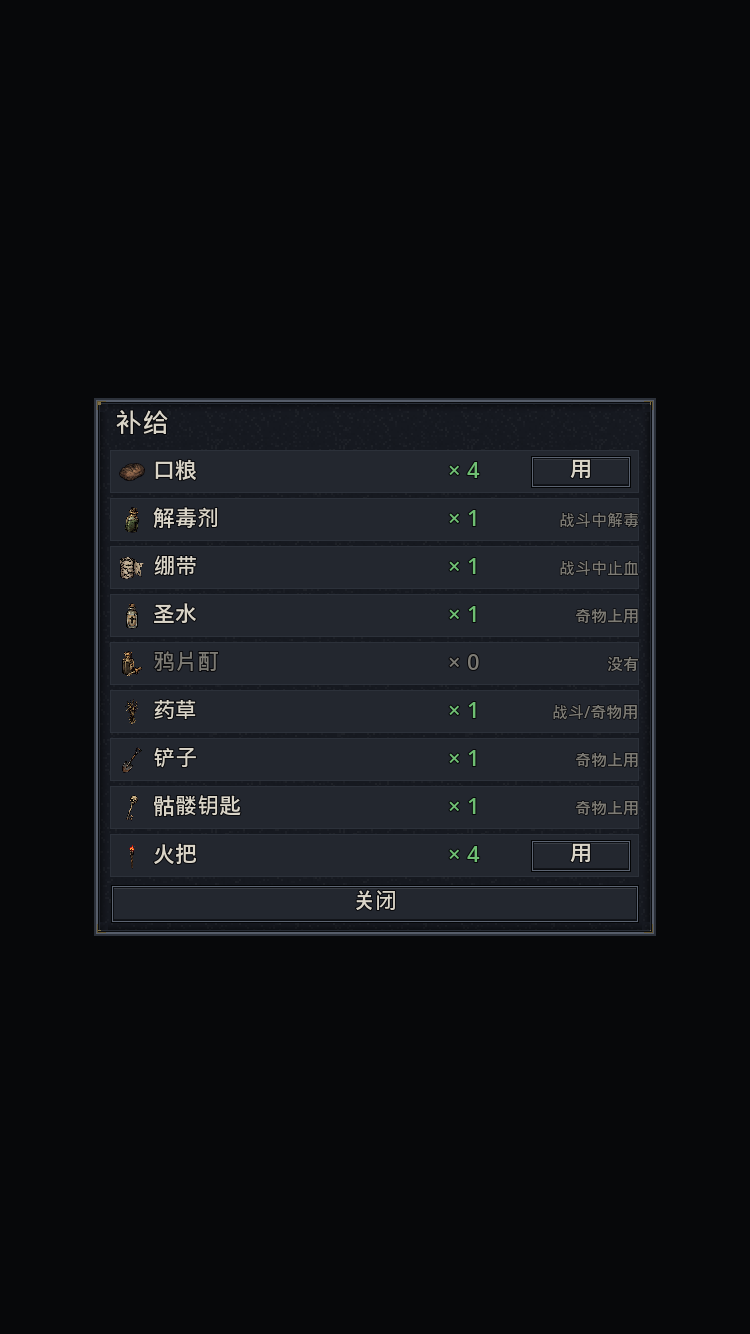 补给
口粮 × 4 用
解毒剂 × 1 战斗中解毒
绷带 × 1 战斗中止血
圣水 × 1 奇物上用
鸦片酊 × 0 没有
药草 × 1 战斗/奇物用
铲子 × 1 奇物上用
骷髅钥匙 × 1 奇物上用
火把 × 4 用
关闭